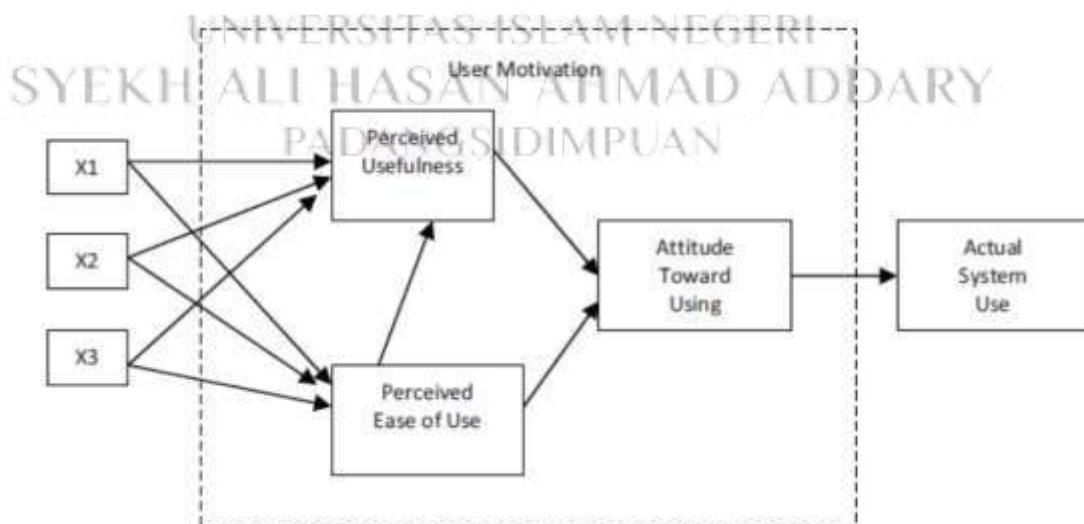 UNIVERSITAS ISLAM NEGERI
User Motivation
SYEKH ALI HASAN AHMAD ADDARY
PADANGSIDIMPUAN
Perceived
Usefulness
X1
X2
X3
Perceived
Ease of Use
Attitude
Toward
Using
Actual
System
Use